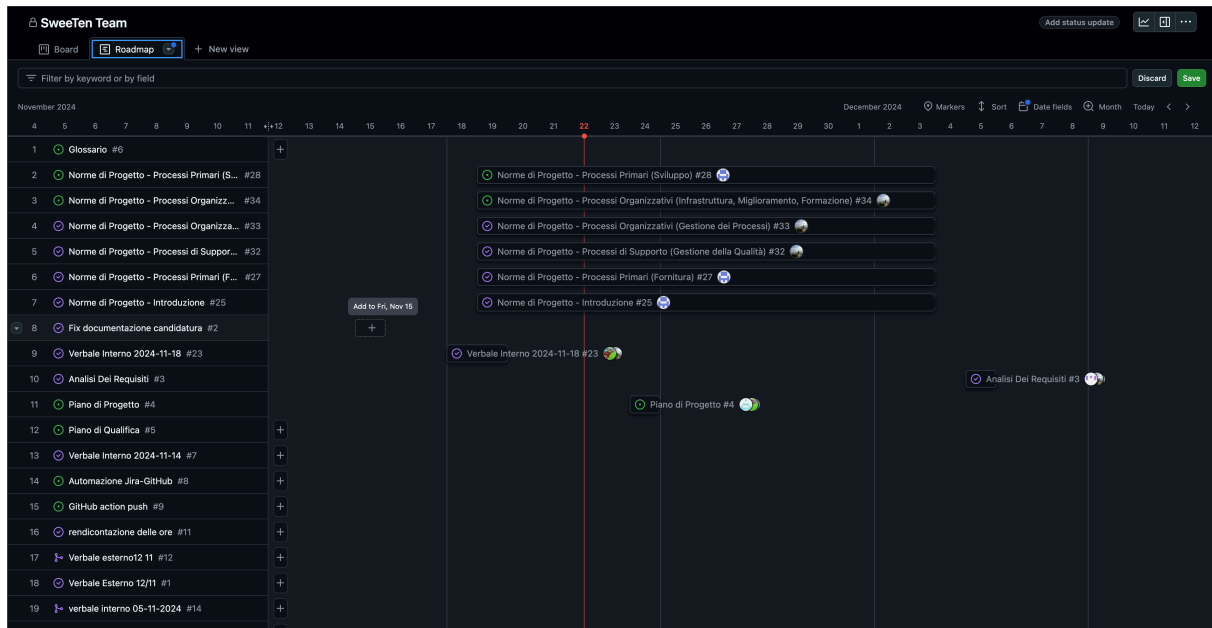 SweeTen Team
Add status update
Board
Roadmap
+ New view
Filter by keyword or by field
Discard
Save
November 2024
December 2024
Markers
Sort
Date fields
Month
Today
4 5 6 7 8 9 10 11 12 13 14 15 16 17 18 19 20 21 22 23 24 25 26 27 28 29 30 1 2 3 4 5 6 7 8 9 10 11 12
1 Glossario #6
2 Norme di Progetto - Processi Primari (S... #28
Norme di Progetto - Processi Primari (Sviluppo) #28
3 Norme di Progetto - Processi Organizz... #34
Norme di Progetto - Processi Organizzativi (Infrastruttura, Miglioramento, Formazione) #34
4 Norme di Progetto - Processi Organizza... #33
Norme di Progetto - Processi Organizzativi (Gestione dei Processi) #33
5 Norme di Progetto - Processi di Suppor... #32
Norme di Progetto - Processi di Supporto (Gestione della Qualità) #32
6 Norme di Progetto - Processi Primari (F... #27
Norme di Progetto - Processi Primari (Fornitura) #27
7 Norme di Progetto - Introduzione #25
Add to Fri, Nov 15
Norme di Progetto - Introduzione #25
8 Fix documentazione candidatura #2
9 Verbale Interno 2024-11-18 #23
Verbale Interno 2024-11-18 #23
10 Analisi Dei Requisiti #3
Analisi Dei Requisiti #3
11 Piano di Progetto #4
Piano di Progetto #4
12 Piano di Qualifica #5
13 Verbale Interno 2024-11-14 #7
14 Automazione Jira-GitHub #8
15 GitHub action push #9
16 rendicontazione delle ore #11
17 Verbale esterno12 11 #12
18 Verbale Esterno 12/11 #1
19 verbale interno 05-11-2024 #14